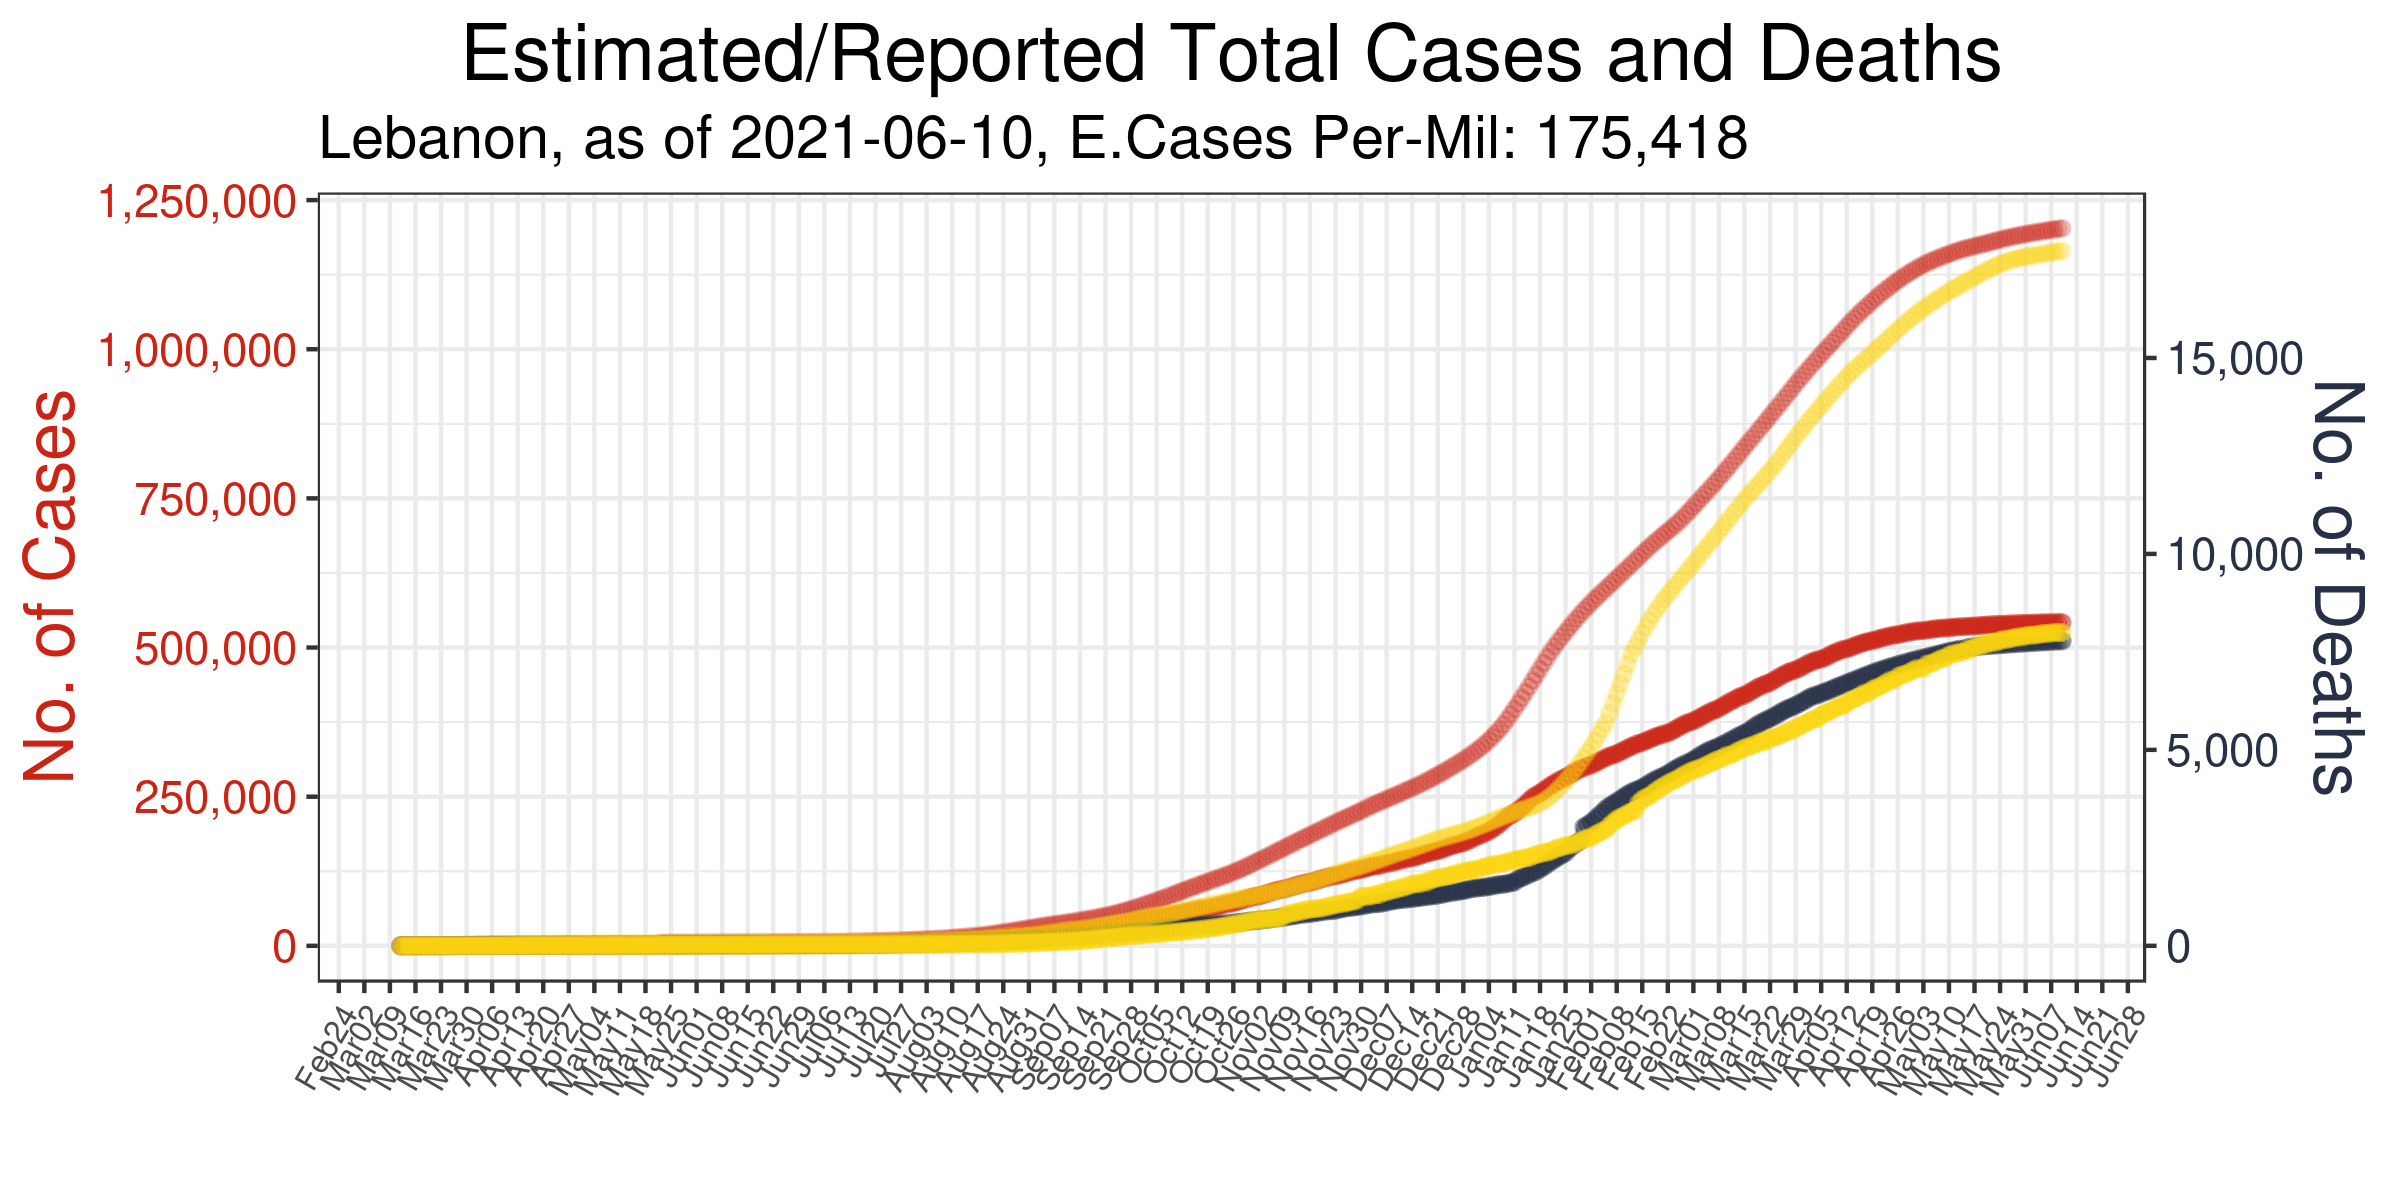 Estimated/Reported Total Cases and Deaths
Lebanon, as of 2021-06-10, E.Cases Per-Mil: 175,418
No. of Cases
1,250,000
1,000,000
750,000
500,000
250,000
0
15,000
10,000
5,000
0
No. of Deaths
Feb24
Mar02
Mar09
Mar16
Mar23
Mar30
Apr06
Apr13
Apr20
Apr27
May04
May11
May18
May25
Jun01
Jun08
Jun15
Jun22
Jun29
Jul06
Jul13
Jul20
Jul27
Aug03
Aug10
Aug17
Aug24
Aug31
Sep07
Sep14
Sep21
Sep28
Oct05
Oct12
Oct19
Oct26
Nov02
Nov09
Nov16
Nov23
Nov30
Dec07
Dec14
Dec21
Dec28
Jan04
Jan11
Jan18
Jan25
Feb01
Feb08
Feb15
Feb22
Mar01
Mar08
Mar15
Mar22
Mar29
Apr05
Apr12
Apr19
Apr26
May03
May10
May17
May24
May31
Jun07
Jun14
Jun21
Jun28